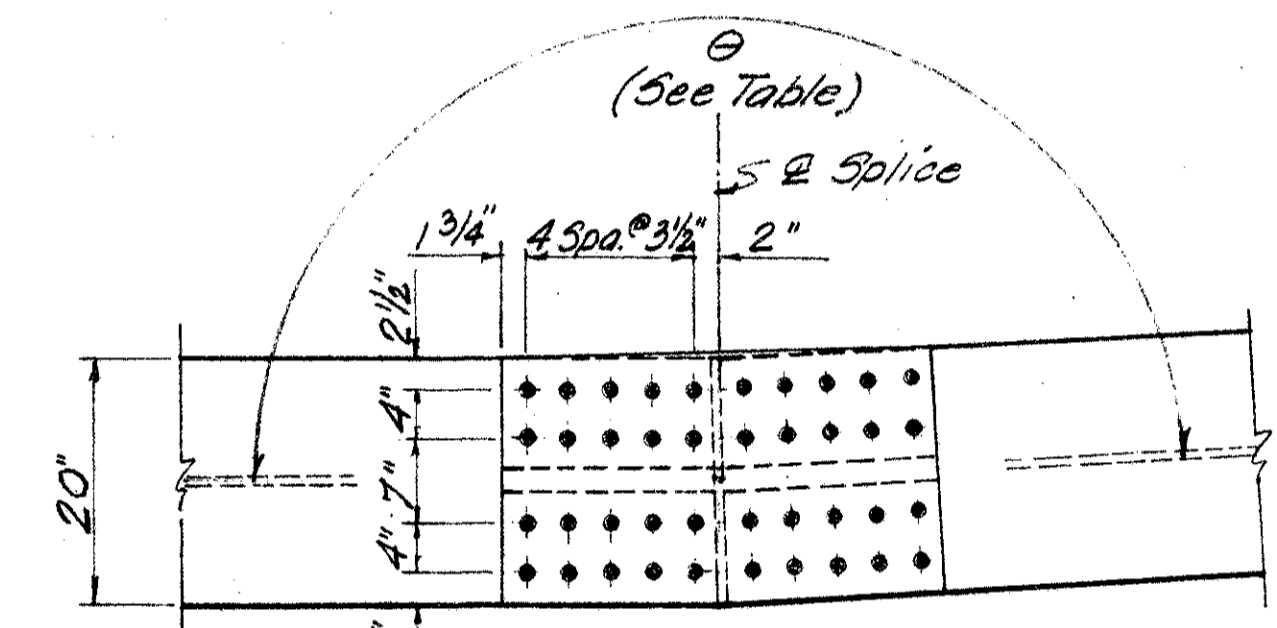 Θ
(See Table)
℄ Splice
1 3/4" 4 Spa. @ 3 1/2" 2"
2 1/2"
4"
7"
4"
20"